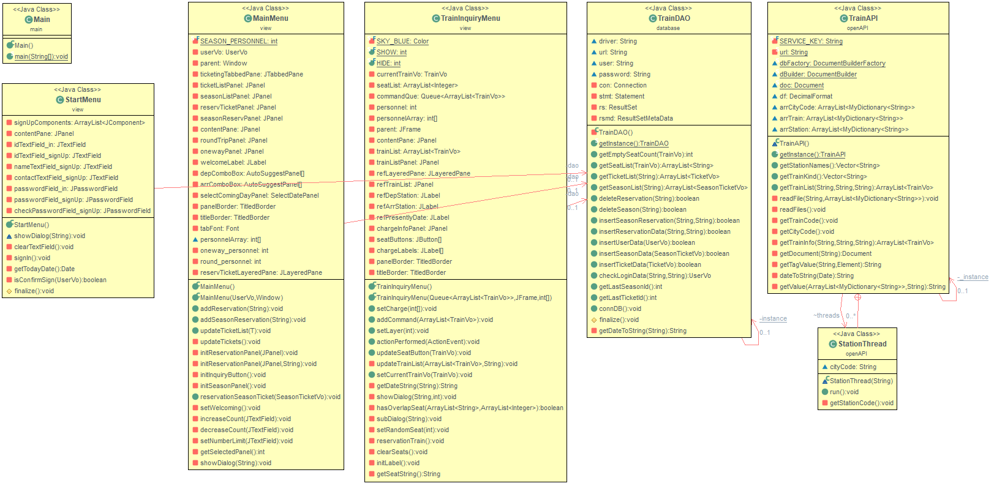 <<Java Class>>
Main
main
Main()
main(String[]):void
<<Java Class>>
StartMenu
view
signUpComponents: ArrayList<JComponent>
contentPane: JPanel
idTextField_in: JTextField
idTextField_signUp: JTextField
nameTextField_signUp: JTextField
contactTextField_signUp: JTextField
passwordField_in: JPasswordField
passwordField_signUp: JPasswordField
checkPasswordField_signUp: JPasswordField
StartMenu()
showDialog(String):void
clearTextField():void
signIn():void
getTodayDate():Date
isConfirmSign(UserVo):boolean
finalize():void
<<Java Class>>
MainMenu
view
SEASON_PERSONNEL: int
userVo: UserVo
parent: Window
ticketingTabbedPane: JTabbedPane
ticketListPanel: JPanel
seasonListPanel: JPanel
reservTicketPanel: JPanel
seasonReservPanel: JPanel
contentPane: JPanel
roundTripPanel: JPanel
onewayPanel: JPanel
welcomeLabel: JLabel
depComboBox: AutoSuggestPanel[]
arrComboBox: AutoSuggestPanel[]
selectComingDayPanel: SelectDatePanel
panelBorder: TitledBorder
titleBorder: TitledBorder
tabFont: Font
personnelArray: int[]
oneway_personnel: int
round_personnel: int
reservTicketLayeredPane: JLayeredPane
MainMenu()
MainMenu(UserVo,Window)
addReservation(String):void
addSeasonReservation(String):void
updateTicketList(T):void
updateTickets():void
initReservationPanel(JPanel):void
initReservationPanel(JPanel,String):void
initInquiryButton():void
initSeasonPanel():void
reservationSeasonTicket(SeasonTicketVo):void
setWelcoming():void
increaseCount(JTextField):void
decreaseCount(JTextField):void
setNumberLimit(JTextField):void
getSelectedPanel():int
showDialog(String):void
<<Java Class>>
TrainInquiryMenu
view
SKY_BLUE: Color
SHOW: int
HIDE: int
currentTrainVo: TrainVo
seatList: ArrayList<Integer>
commandQue: Queue<ArrayList<TrainVo>>
personnel: int
personnelArray: int[]
parent: JFrame
contentPane: JPanel
trainList: ArrayList<TrainVo>
trainListPanel: JPanel
refLayeredPane: JLayeredPane
refTrainList: JPanel
refDepStation: JLabel
refArrStation: JLabel
refPresentlyDate: JLabel
chargeInfoPanel: JPanel
seatButtons: JButton[]
chargeLabels: JLabel[]
panelBorder: TitledBorder
titleBorder: TitledBorder
TrainInquiryMenu()
TrainInquiryMenu(Queue<ArrayList<TrainVo>>,JFrame,int[])
setCharge(int[]):void
addCommand(ArrayList<TrainVo>):void
setLayer(int):void
actionPerformed(ActionEvent):void
updateSeatButton(TrainVo):void
updateTrainList(ArrayList<TrainVo>,String):void
setCurrentTrainVo(TrainVo):void
getDateString(String):String
showDialog(String,int):void
hasOverlapSeat(ArrayList<String>,ArrayList<Integer>):boolean
subDialog(String):void
setRandomSeat(int):void
reservationTrain():void
clearSeats():void
initLabel():void
getSeatString():String
-dao
0..1
<<Java Class>>
TrainDAO
database
driver: String
url: String
user: String
password: String
con: Connection
stmt: Statement
rs: ResultSet
rsmd: ResultSetMetaData
TrainDAO()
getInstance():TrainDAO
getEmptySeatCount(TrainVo):int
getSeatList(TrainVo):ArrayList<String>
getTicketList(String):ArrayList<TicketVo>
getSeasonList(String):ArrayList<SeasonTicketVo>
deleteReservation(String):boolean
deleteSeason(String):boolean
insertSeasonReservation(String,String):boolean
insertReservationData(String,String):boolean
insertUserData(UserVo):boolean
insertSeasonData(SeasonTicketVo):boolean
insertTicketData(TicketVo):boolean
checkLoginData(String,String):UserVo
getLastSeasonId():int
getLastTicketId():int
connDB():void
finalize():void
getDateToString(String):String
-instance
0..1
<<Java Class>>
TrainAPI
openAPI
SERVICE_KEY: String
url: String
dbFactory: DocumentBuilderFactory
dBuilder: DocumentBuilder
doc: Document
df: DecimalFormat
arrCityCode: ArrayList<MyDictionary<String>>
arrTrain: ArrayList<MyDictionary<String>>
arrStation: ArrayList<MyDictionary<String>>
TrainAPI()
getInstance():TrainAPI
getStationNames():Vector<String>
getTrainKind():Vector<String>
getTrainList(String,String,String,String):ArrayList<TrainVo>
readFile(String,ArrayList<MyDictionary<String>>):void
readFiles():void
getTrainCode():void
getCityCode():void
getTrainInfo(String,String,String):ArrayList<TrainVo>
getDocument(String):Document
getTagValue(String,Element):String
dateToString(Date):String
getValue(ArrayList<MyDictionary<String>>,String):String
-_instance
0..1
~threads
0..*
<<Java Class>>
StationThread
openAPI
cityCode: String
StationThread(String)
run():void
getStationCode():void